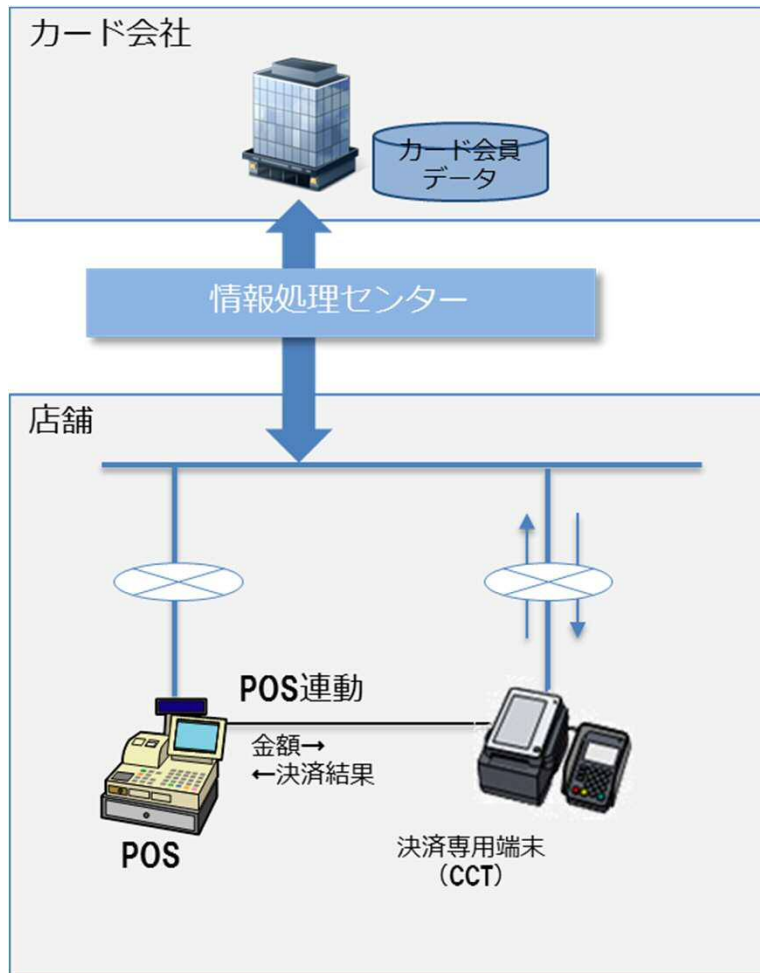 カード会社
カード会員
データ
情報処理センター
店舗
POS連動
金額→
←決済結果
POS
決済専用端末
（CCT）